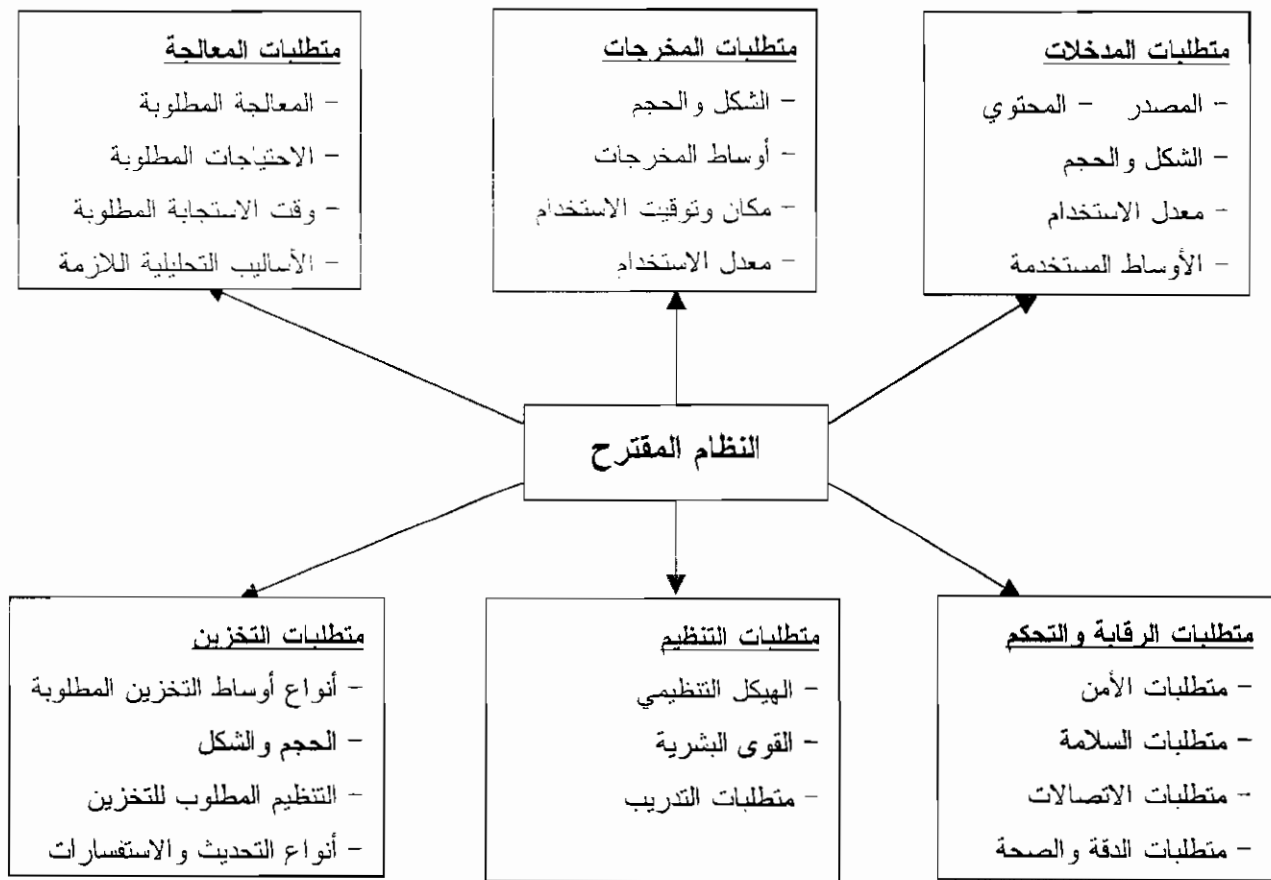 متطلبات المدخلات
- المصدر - المحتوي
- الشكل والحجم
- معدل الاستخدام
- الأوساط المستخدمة
متطلبات المخرجات
- الشكل والحجم
- أوساط المخرجات
- مكان وتوقيت الاستخدام
- معدل الاستخدام
متطلبات المعالجة
- المعالجة المطلوبة
- الاحتياجات المطلوبة
- وقت الاستجابة المطلوبة
- الأساليب التحليلية اللازمة
النظام المقترح
متطلبات الرقابة والتحكم
- متطلبات الأمن
- متطلبات السلامة
- متطلبات الاتصالات
- متطلبات الدقة والصحة
متطلبات التنظيم
- الهيكل التنظيمي
- القوى البشرية
- متطلبات التدريب
متطلبات التخزين
- أنواع أوساط التخزين المطلوبة
- الحجم والشكل
- التنظيم المطلوب للتخزين
- أنواع التحديث والاستفسارات